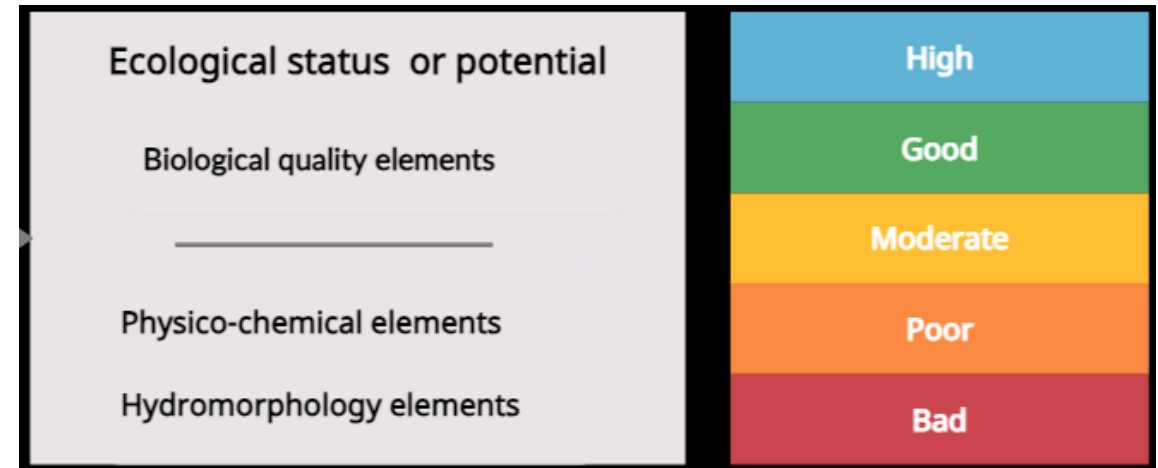 Ecological status or potential
Biological quality elements
Physico-chemical elements
Hydromorphology elements
High
Good
Moderate
Poor
Bad